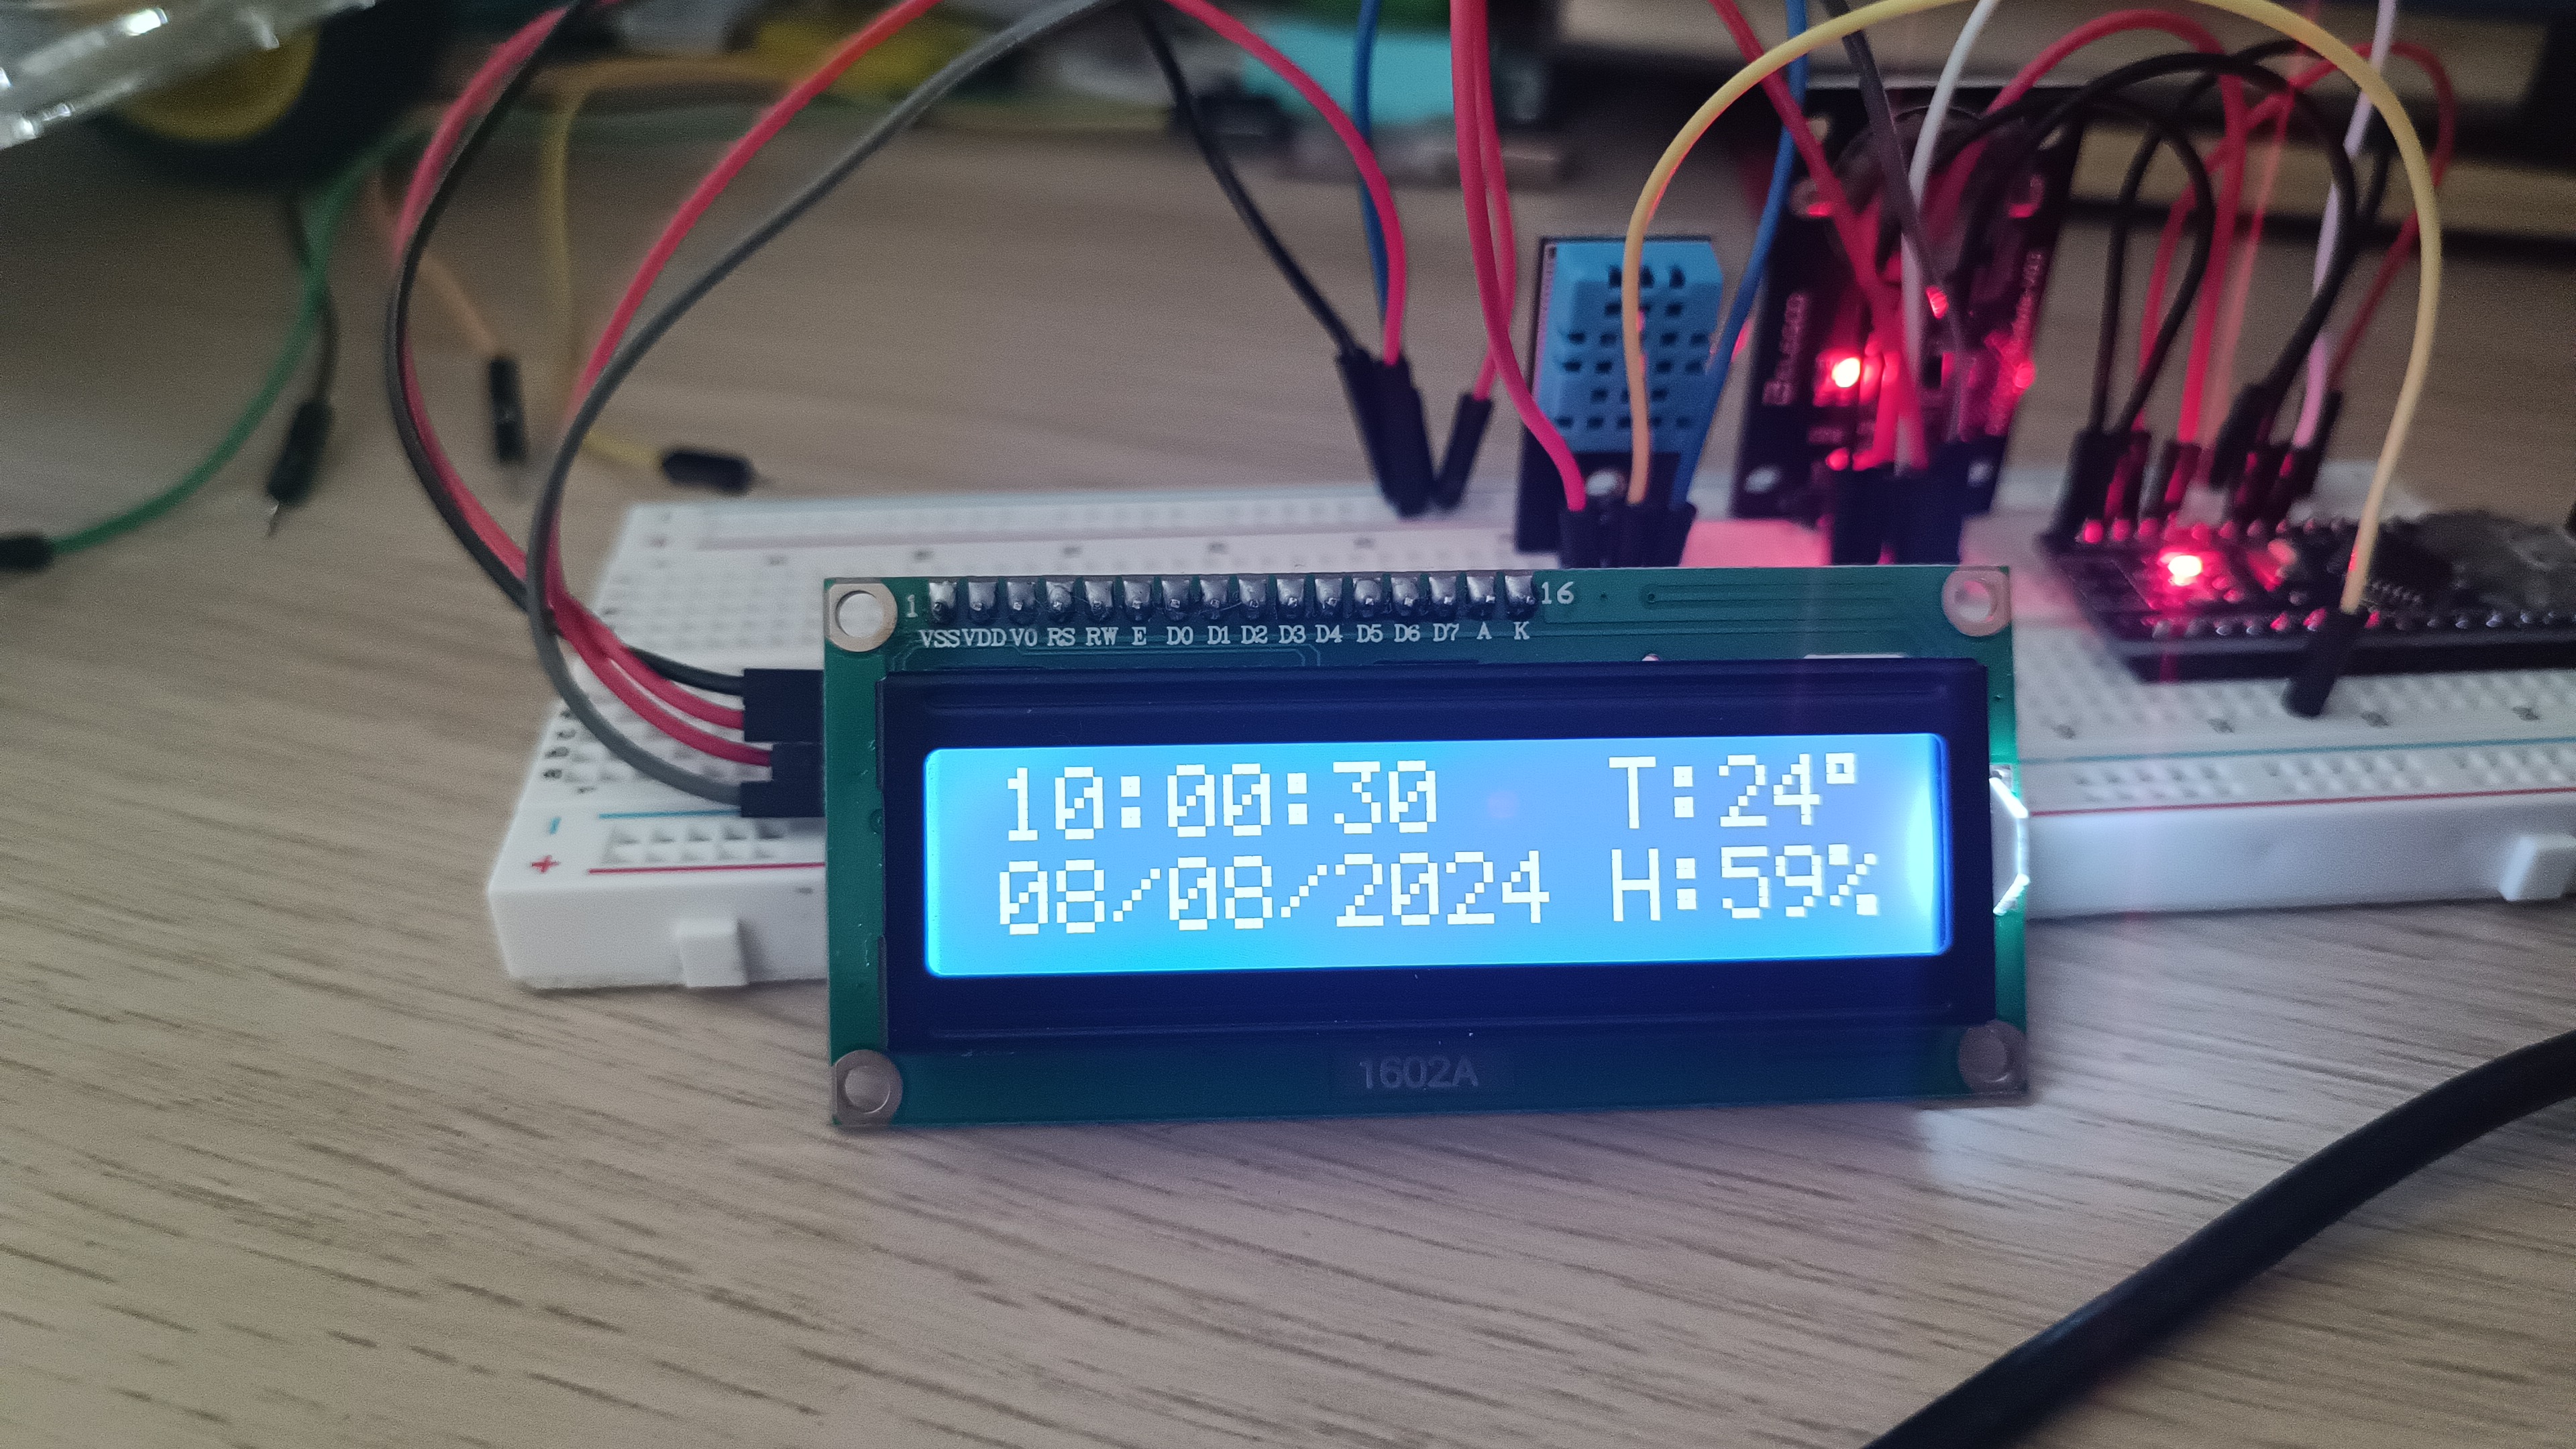 1 16
VSS VDD V0 RS RW E D0 D1 D2 D3 D4 D5 D6 D7 A K
10:00:30 T:24°
08/08/2024 H:59%
1602A
ELEGOO
- 
+